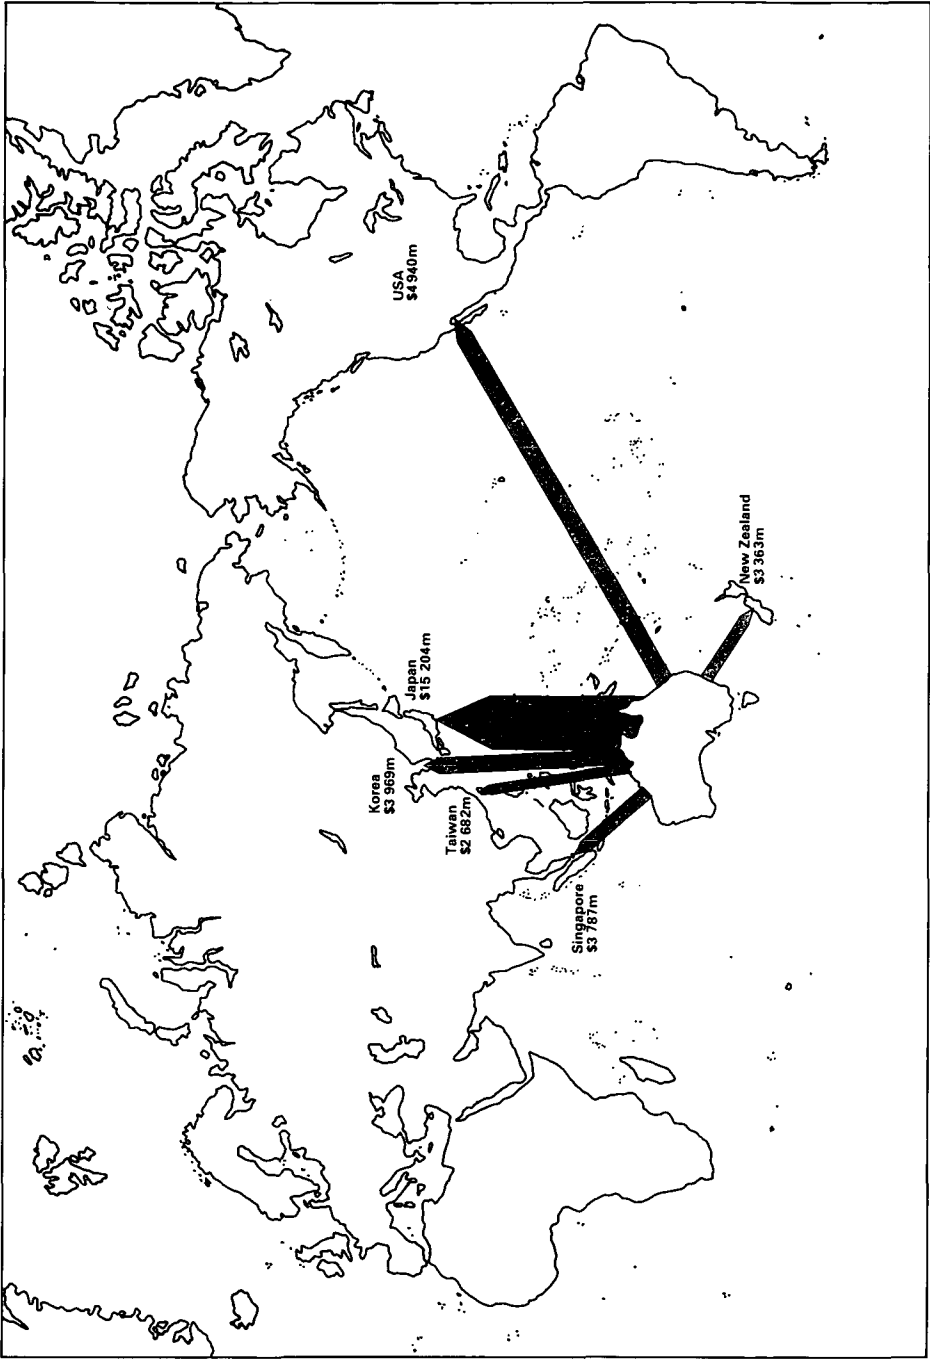 USA
$4 940m
Japan
$15 204m
Korea
$3 969m
Taiwan
$2 682m
Singapore
$3 787m
New Zealand
$3 363m